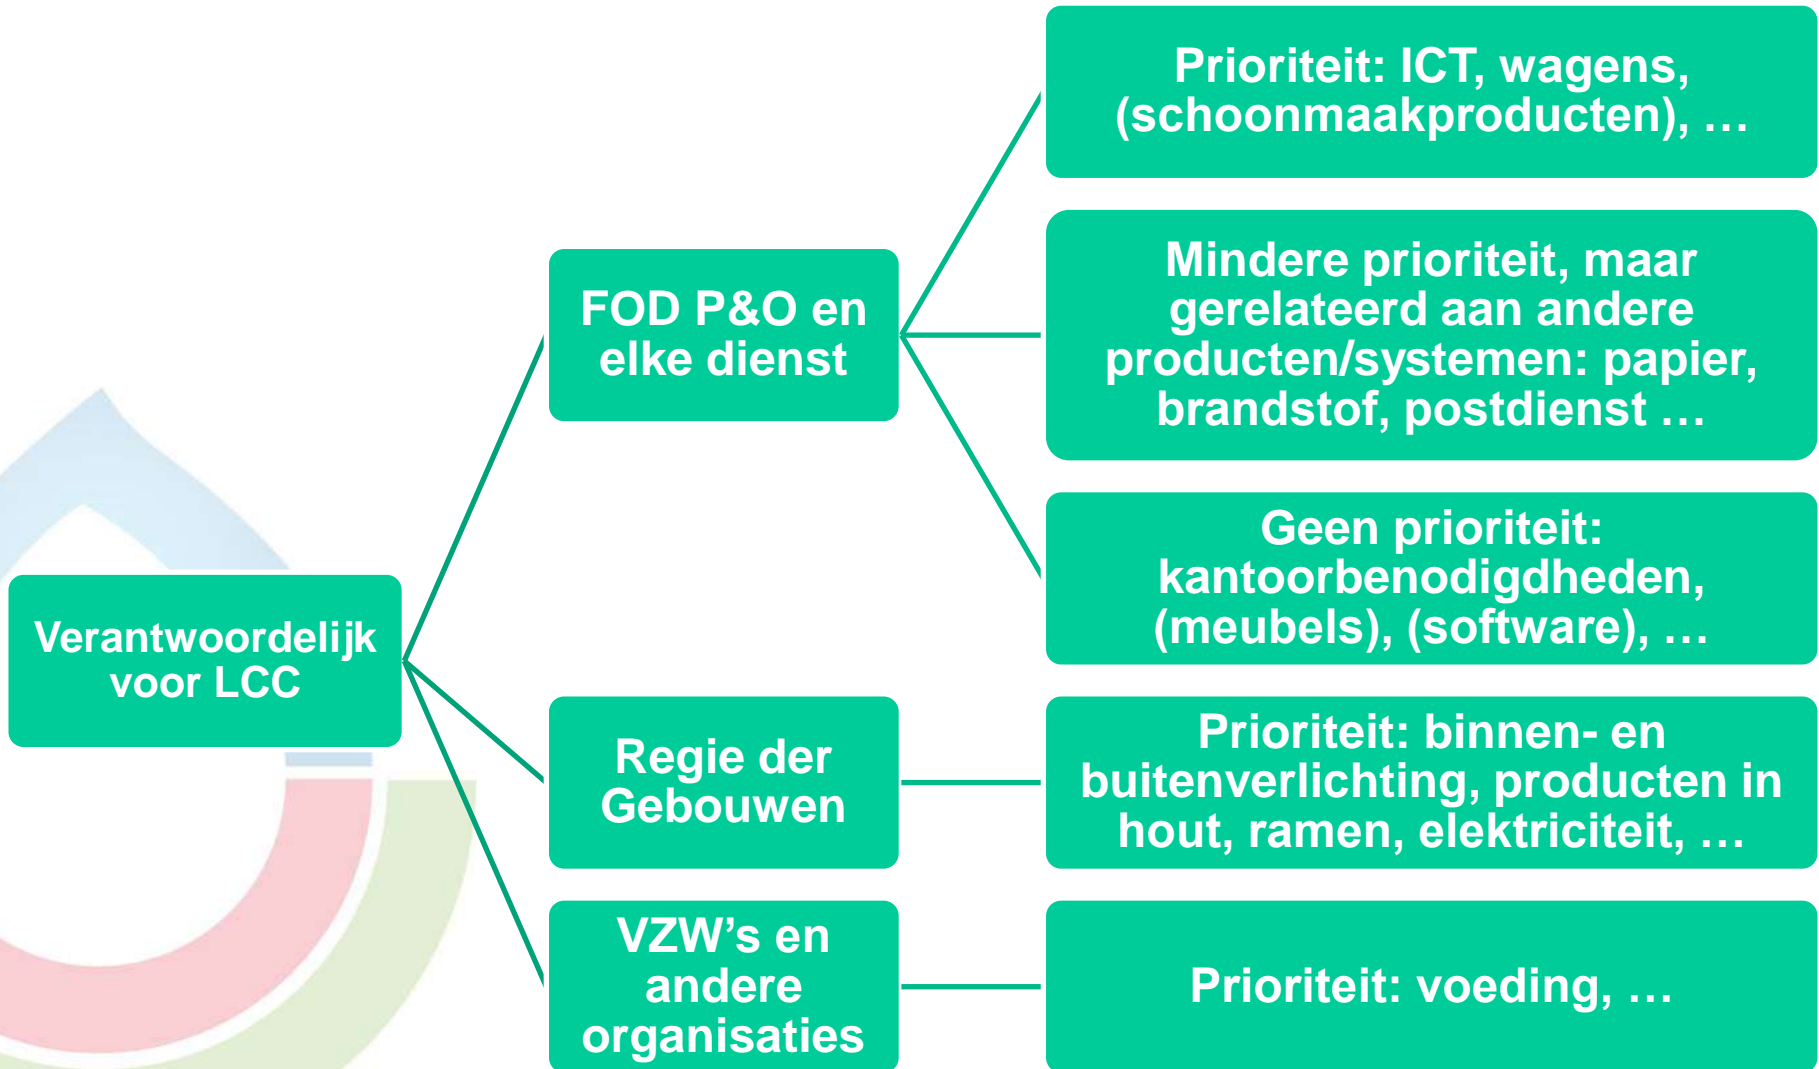 Verantwoordelijk
voor LCC
FOD P&O en
elke dienst
Prioriteit: ICT, wagens,
(schoonmaakproducten), …
Mindere prioriteit, maar
gerelateerd aan andere
producten/systemen: papier,
brandstof, postdienst …
Geen prioriteit:
kantoorbenodigdheden,
(meubels), (software), …
Regie der
Gebouwen
Prioriteit: binnen- en
buitenverlichting, producten in
hout, ramen, elektriciteit, …
VZW’s en
andere
organisaties
Prioriteit: voeding, …